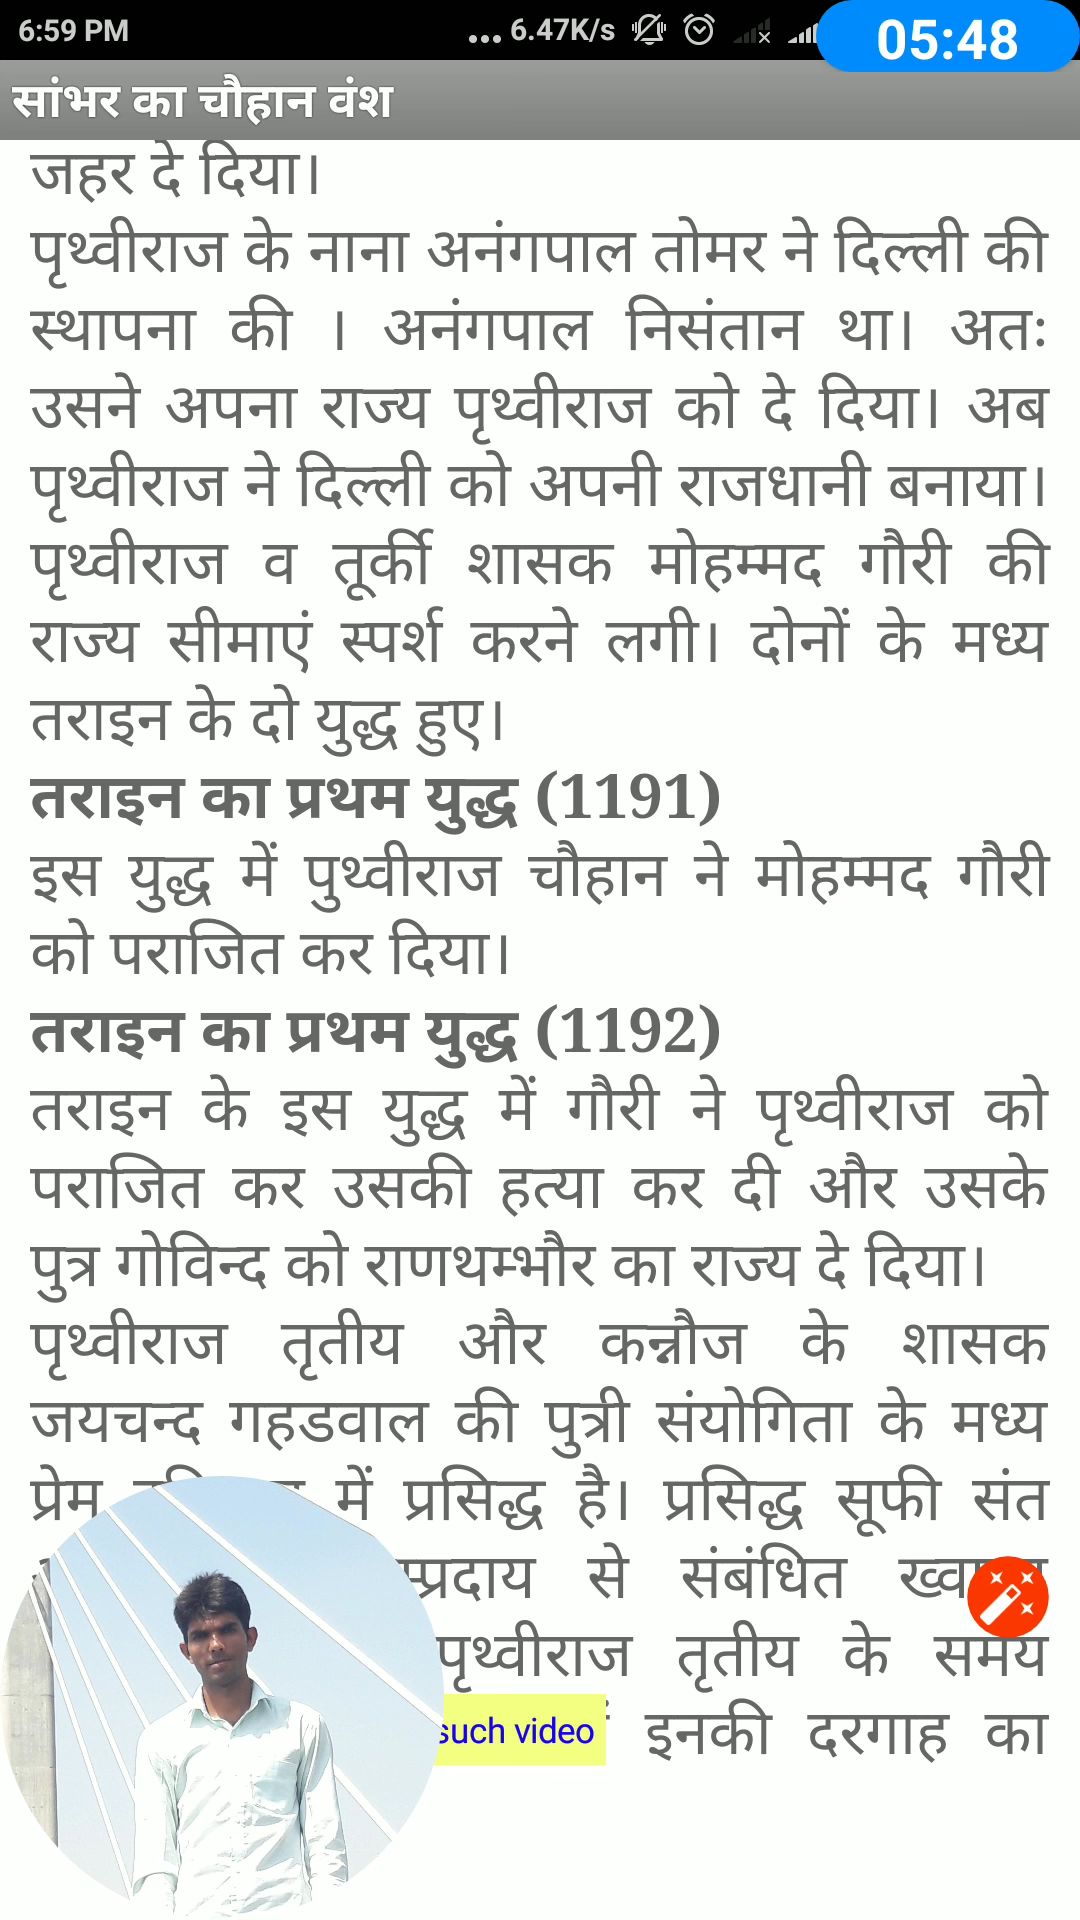 6:59 PM
... 6.47K/s
05:48
सांभर का चौहान वंश
जहर दे दिया।
पृथ्वीराज के नाना अनंगपाल तोमर ने दिल्ली की
स्थापना की । अनंगपाल निसंतान था। अतः
उसने अपना राज्य पृथ्वीराज को दे दिया। अब
पृथ्वीराज ने दिल्ली को अपनी राजधानी बनाया।
पृथ्वीराज व तूर्की शासक मोहम्मद गौरी की
राज्य सीमाएं स्पर्श करने लगी। दोनों के मध्य
तराइन के दो युद्ध हुए।
तराइन का प्रथम युद्ध (1191)
इस युद्ध में पुथ्वीराज चौहान ने मोहम्मद गौरी
को पराजित कर दिया।
तराइन का प्रथम युद्ध (1192)
तराइन के इस युद्ध में गौरी ने पृथ्वीराज को
पराजित कर उसकी हत्या कर दी और उसके
पुत्र गोविन्द को राणथम्भौर का राज्य दे दिया।
पृथ्वीराज तृतीय और कन्नौज के शासक
जयचन्द गहडवाल की पुत्री संयोगिता के मध्य
प्रेम में प्रसिद्ध है। प्रसिद्ध सूफी संत
से संबंधित
पृथ्वीराज तृतीय के समय
such video इनकी दरगाह का